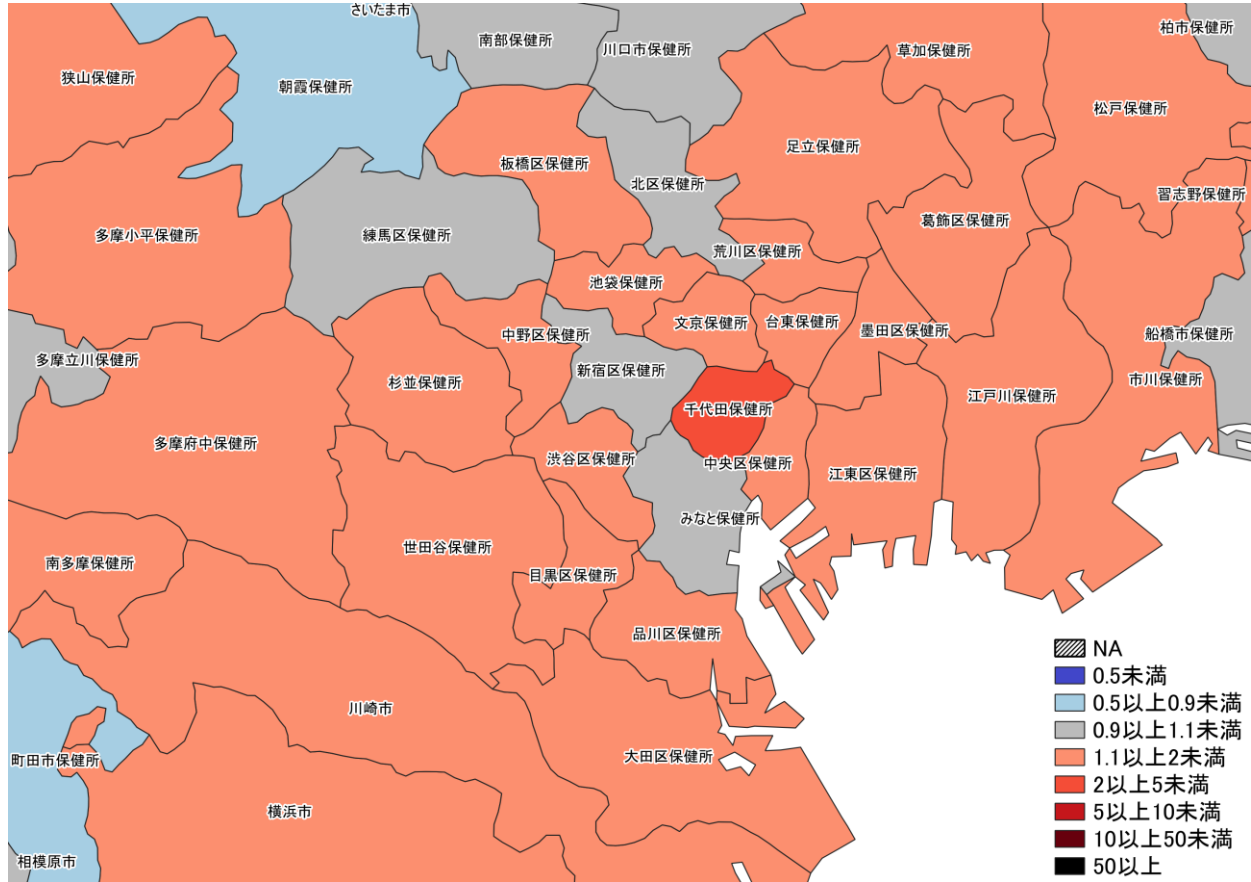 さいたま市
南部保健所
川口市保健所
草加保健所
柏市保健所
狭山保健所
朝霞保健所
松戸保健所
板橋区保健所
足立保健所
北区保健所
習志野保健所
多摩小平保健所
練馬区保健所
葛飾区保健所
荒川区保健所
池袋保健所
文京保健所
台東保健所
墨田区保健所
中野区保健所
船橋市保健所
多摩立川保健所
新宿区保健所
杉並保健所
市川保健所
江戸川保健所
千代田保健所
多摩府中保健所
渋谷区保健所
中央区保健所
江東区保健所
みなと保健所
世田谷保健所
南多摩保健所
目黒区保健所
品川区保健所
川崎市
大田区保健所
町田市保健所
横浜市
相模原市
NA
0.5未満
0.5以上0.9未満
0.9以上1.1未満
1.1以上2未満
2以上5未満
5以上10未満
10以上50未満
50以上